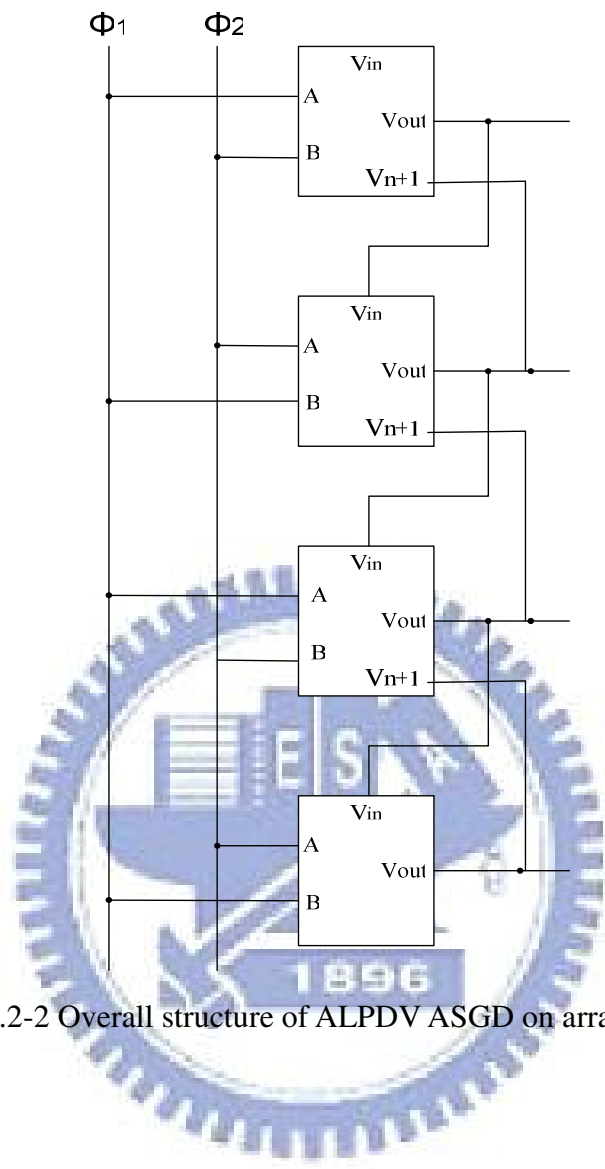 Φ1 Φ2
Vin
A
Vout
B
Vn+1
Vin
A
Vout
B
Vn+1
Vin
A
Vout
B
Vn+1
E S A
Vin
A
Vout
B
1896
.2-2 Overall structure of ALPDV ASGD on arra